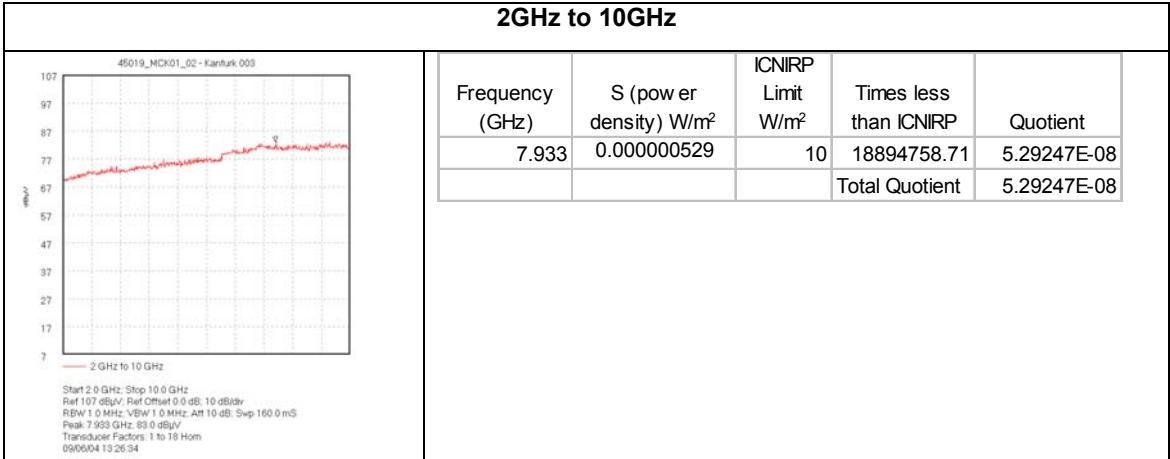 2GHz to 10GHz
45019_MCK01_02 - Kanturk 003
107
97
87
77
67
57
47
37
27
17
7
dBµV
2 GHz to 10 GHz
Start 2.0 GHz; Stop 10.0 GHz
Ref 107 dBµV; Ref Offset 0.0 dB; 10 dB/div
RBW 1.0 MHz; VBW 1.0 MHz; Att 10 dB; Swp 160.0 mS
Peak 7.933 GHz, 83.0 dBµV
Transducer Factors: 1 to 18 Horn
09/06/04 13:26:34
Frequency (GHz) S (pow er density) W/m² ICNIRP Limit W/m² Times less than ICNIRP Quotient
7.933 0.000000529 10 18894758.71 5.29247E-08
Total Quotient 5.29247E-08